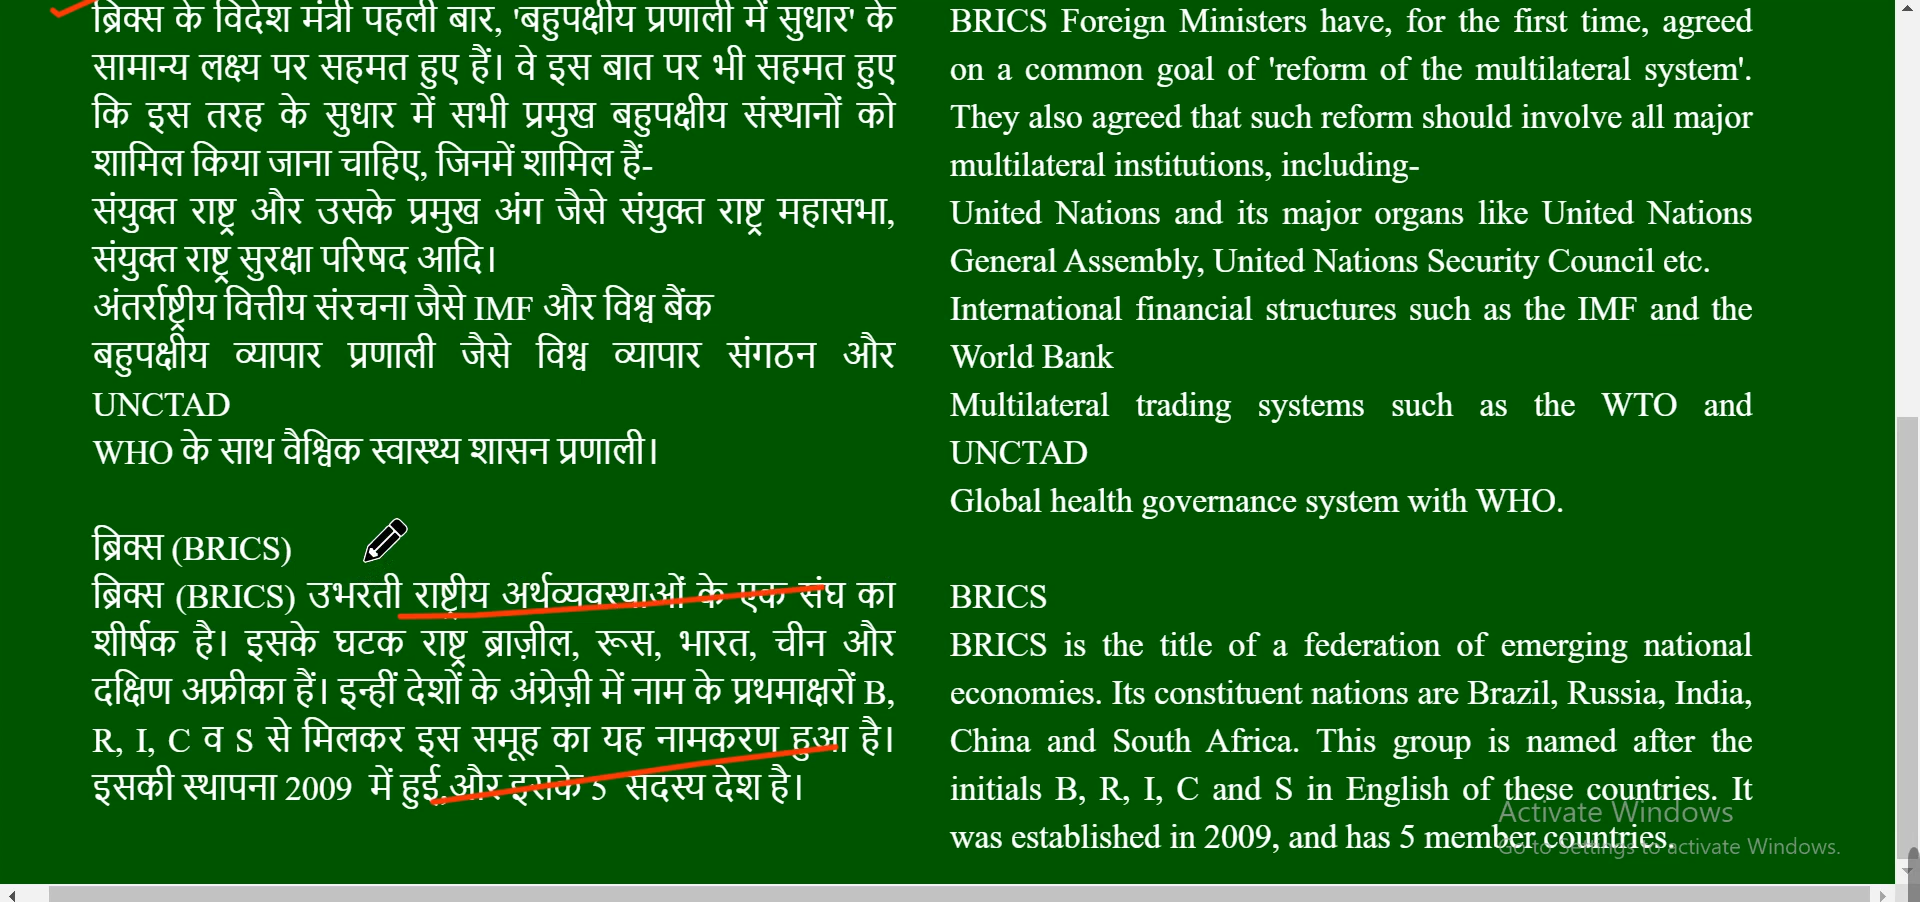 ब्रिक्स के विदेश मंत्री पहली बार, 'बहुपक्षीय प्रणाली में सुधार' के
सामान्य लक्ष्य पर सहमत हुए हैं। वे इस बात पर भी सहमत हुए
कि इस तरह के सुधार में सभी प्रमुख बहुपक्षीय संस्थानों को
शामिल किया जाना चाहिए, जिनमें शामिल हैं-
संयुक्त राष्ट्र और उसके प्रमुख अंग जैसे संयुक्त राष्ट्र महासभा,
संयुक्त राष्ट्र सुरक्षा परिषद आदि।
अंतर्राष्ट्रीय वित्तीय संरचना जैसे IMF और विश्व बैंक
बहुपक्षीय व्यापार प्रणाली जैसे विश्व व्यापार संगठन और
UNCTAD
WHO के साथ वैश्विक स्वास्थ्य शासन प्रणाली।
ब्रिक्स (BRICS)
ब्रिक्स (BRICS) उभरती राष्ट्रीय अर्थव्यवस्थाओं के एक संघ का
शीर्षक है। इसके घटक राष्ट्र ब्राज़ील, रूस, भारत, चीन और
दक्षिण अफ्रीका हैं। इन्हीं देशों के अंग्रेज़ी में नाम के प्रथमाक्षरों B,
R, I, C व S से मिलकर इस समूह का यह नामकरण हुआ है।
इसकी स्थापना 2009 में हुई,और इसके 5 सदस्य देश है।
BRICS Foreign Ministers have, for the first time, agreed
on a common goal of 'reform of the multilateral system'.
They also agreed that such reform should involve all major
multilateral institutions, including-
United Nations and its major organs like United Nations
General Assembly, United Nations Security Council etc.
International financial structures such as the IMF and the
World Bank
Multilateral trading systems such as the WTO and
UNCTAD
Global health governance system with WHO.
BRICS
BRICS is the title of a federation of emerging national
economies. Its constituent nations are Brazil, Russia, India,
China and South Africa. This group is named after the
initials B, R, I, C and S in English of these countries. It
was established in 2009, and has 5 member countries.
Activate Windows
Go to Settings to activate Windows.